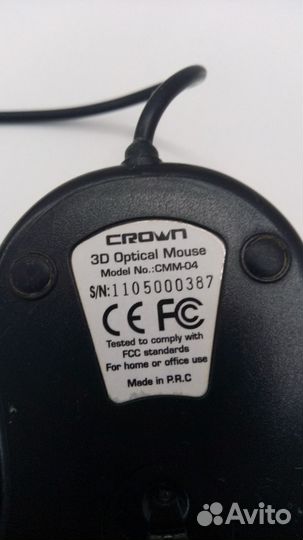 CROWN
3D Optical Mouse
Model No.:CMM-04
S/N:1105000387
CE FC
Tested to comply with
FCC standards
For home or office use
Made in P.R.C
Avito